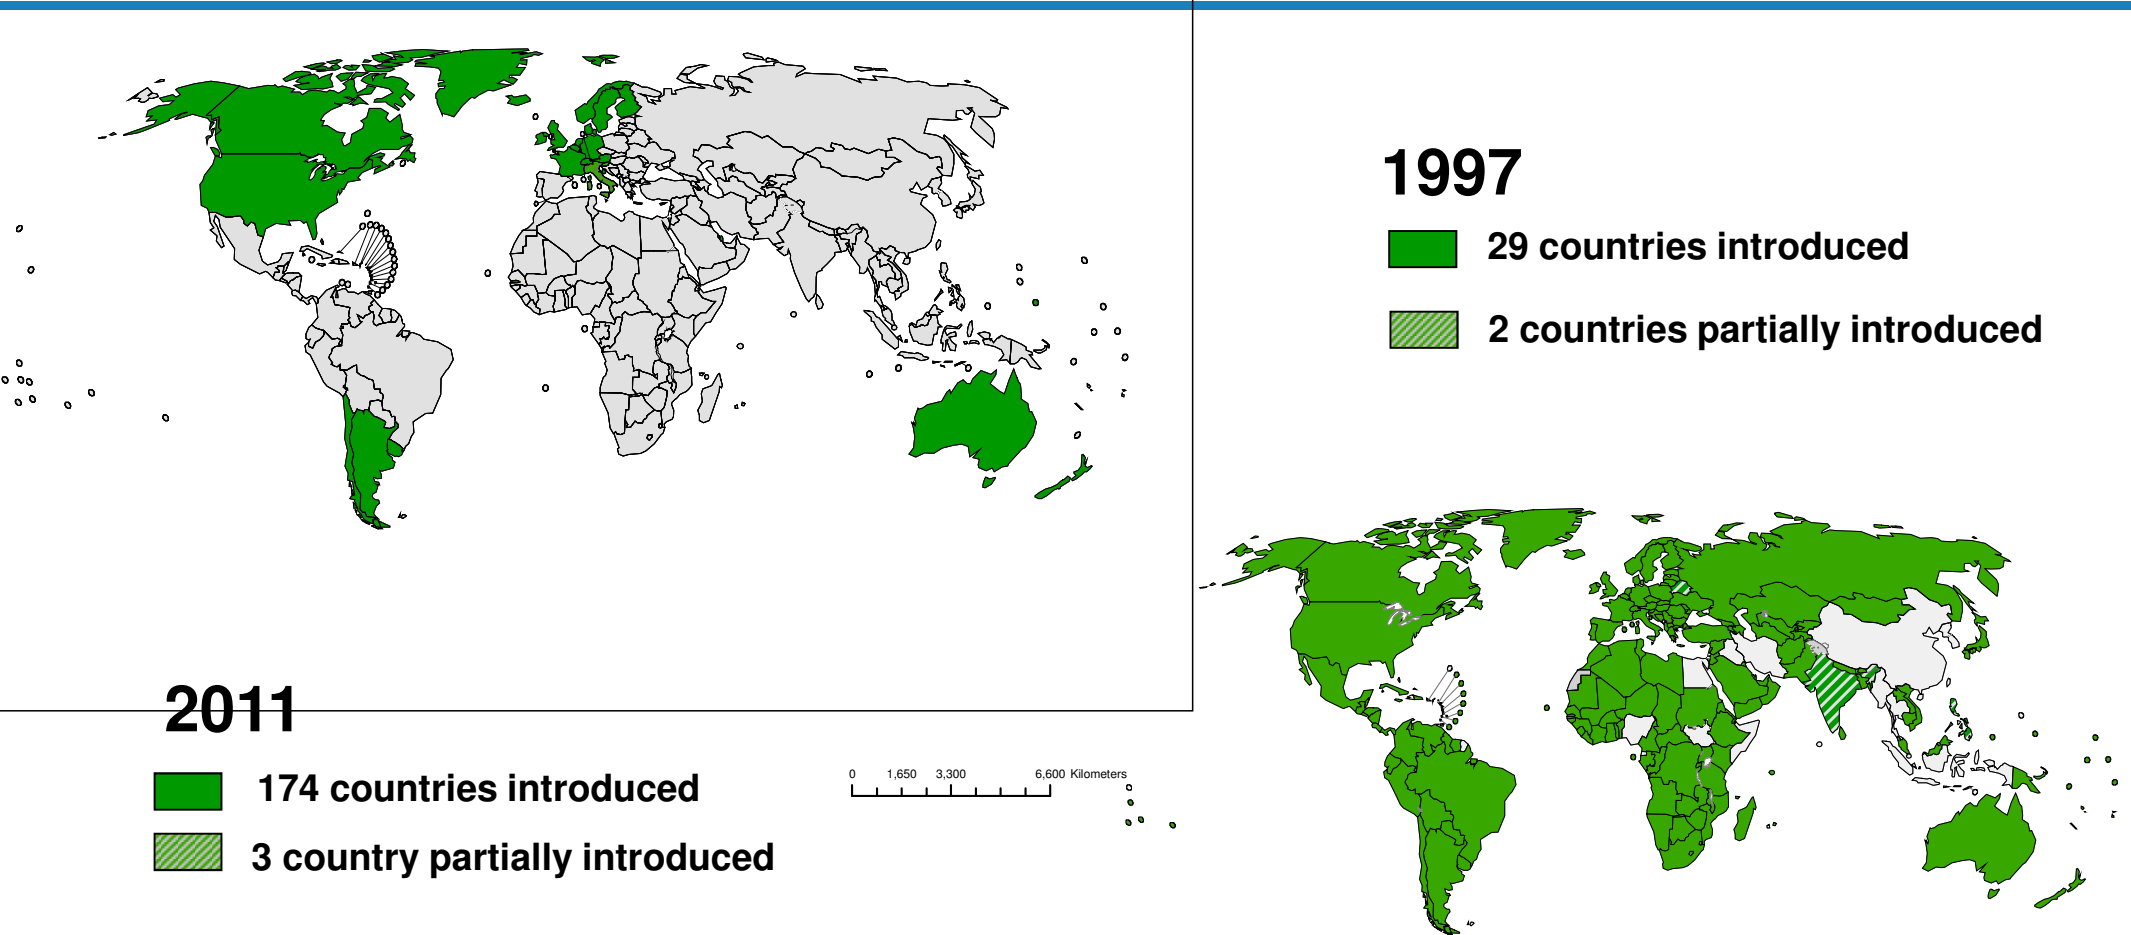 1997
29 countries introduced
2 countries partially introduced
2011
174 countries introduced
3 country partially introduced
0 1,650 3,300 6,600 Kilometers